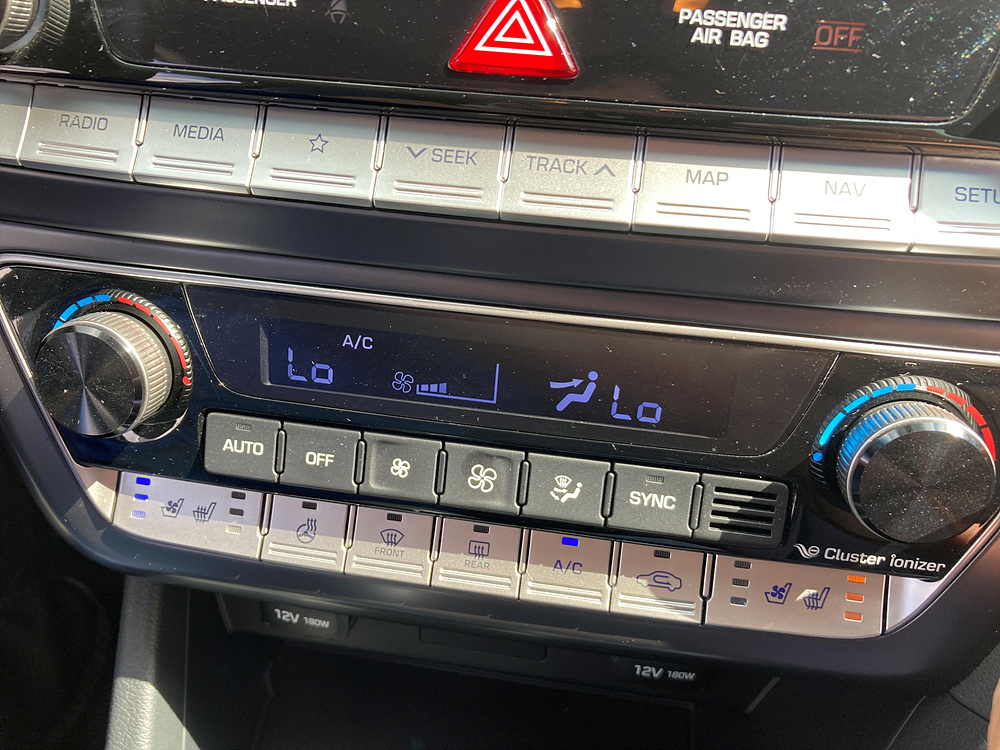 PASSENGER
PASSENGER
AIR BAG
OFF
RADIO
MEDIA
SEEK
TRACK
MAP
NAV
SETU
A/C
Lo
Lo
AUTO
OFF
SYNC
Cluster ionizer
FRONT
REAR
A/C
12V 180W
12V 180W